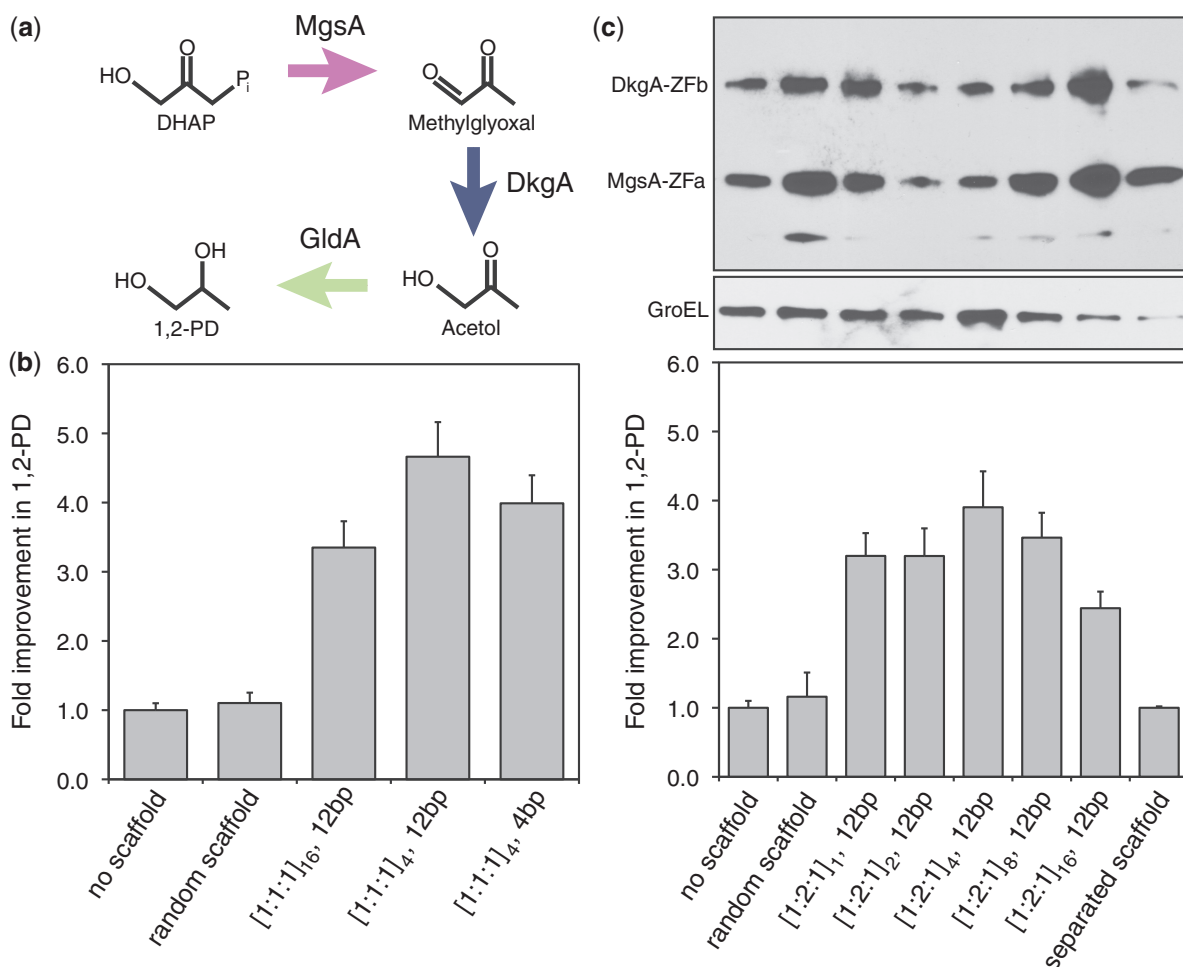 (a)
MgsA
HO
O
P
i
DHAP
O
O
Methylglyoxal
DkgA
GldA
HO
OH
1,2-PD
HO
O
Acetol
(b)
Fold improvement in 1,2-PD
6.0
5.0
4.0
3.0
2.0
1.0
0.0
no scaffold
random scaffold
[1:1:1]16, 12bp
[1:1:1]4, 12bp
[1:1:1]4, 4bp
(c)
DkgA-ZFb
MgsA-ZFa
GroEL
Fold improvement in 1,2-PD
6.0
5.0
4.0
3.0
2.0
1.0
0.0
no scaffold
random scaffold
[1:2:1]1, 12bp
[1:2:1]2, 12bp
[1:2:1]4, 12bp
[1:2:1]8, 12bp
[1:2:1]16, 12bp
separated scaffold